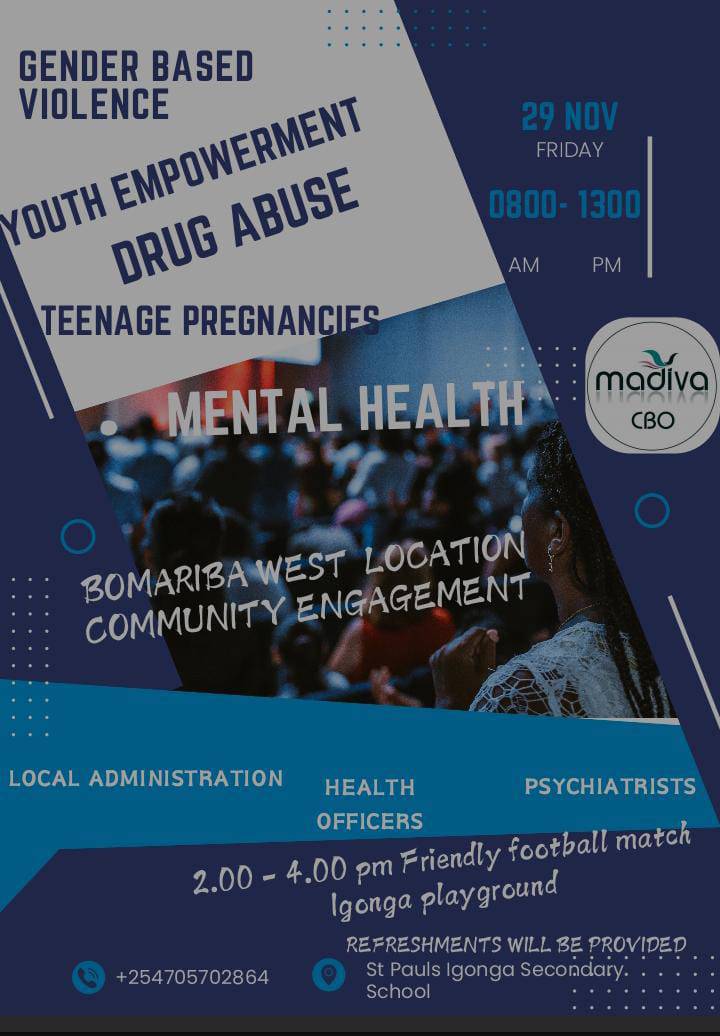 GENDER BASED
VIOLENCE
YOUTH EMPOWERMENT
DRUG ABUSE
TEENAGE PREGNANCIES
29 NOV
FRIDAY
0800- 1300
AM PM
madiva
CBO
MENTAL HEALTH
BOMARIBA WEST LOCATION
COMMUNITY ENGAGEMENT
LOCAL ADMINISTRATION
HEALTH
OFFICERS
PSYCHIATRISTS
2.00 - 4.00 pm Friendly football match
Igonga playground
REFRESHMENTS WILL BE PROVIDED
+254705702864
St Pauls Igonga Secondary.
School